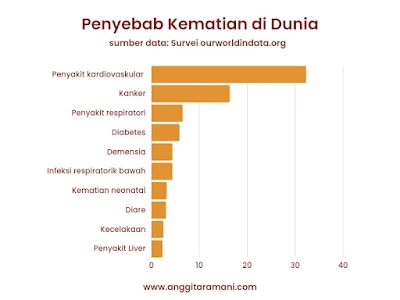 Penyebab Kematian di Dunia
sumber data: Survei ourworldindata.org
Penyakit kardiovaskular
Kanker
Penyakit respiratori
Diabetes
Demensia
Infeksi respiratorik bawah
Kematian neonatal
Diare
Kecelakaan
Penyakit Liver
0 10 20 30 40
www.anggitaramani.com